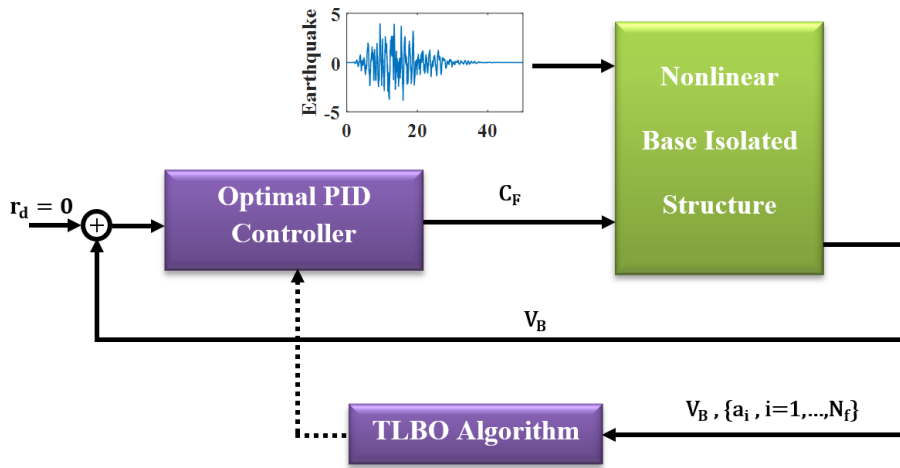 5
0
-5
Earthquake
0 20 40
Nonlinear
Base Isolated
Structure
r_d = 0
+
Optimal PID
Controller
C_F
V_B
V_B , {a_i , i=1,...,N_f}
TLBO Algorithm